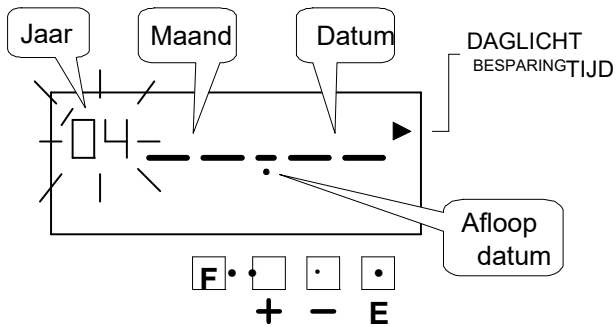 Jaar
Maand
Datum
DAGLICHT
BESPARINGTIJD
04 -- -- - -- --
Afloop
datum
F
+ - E